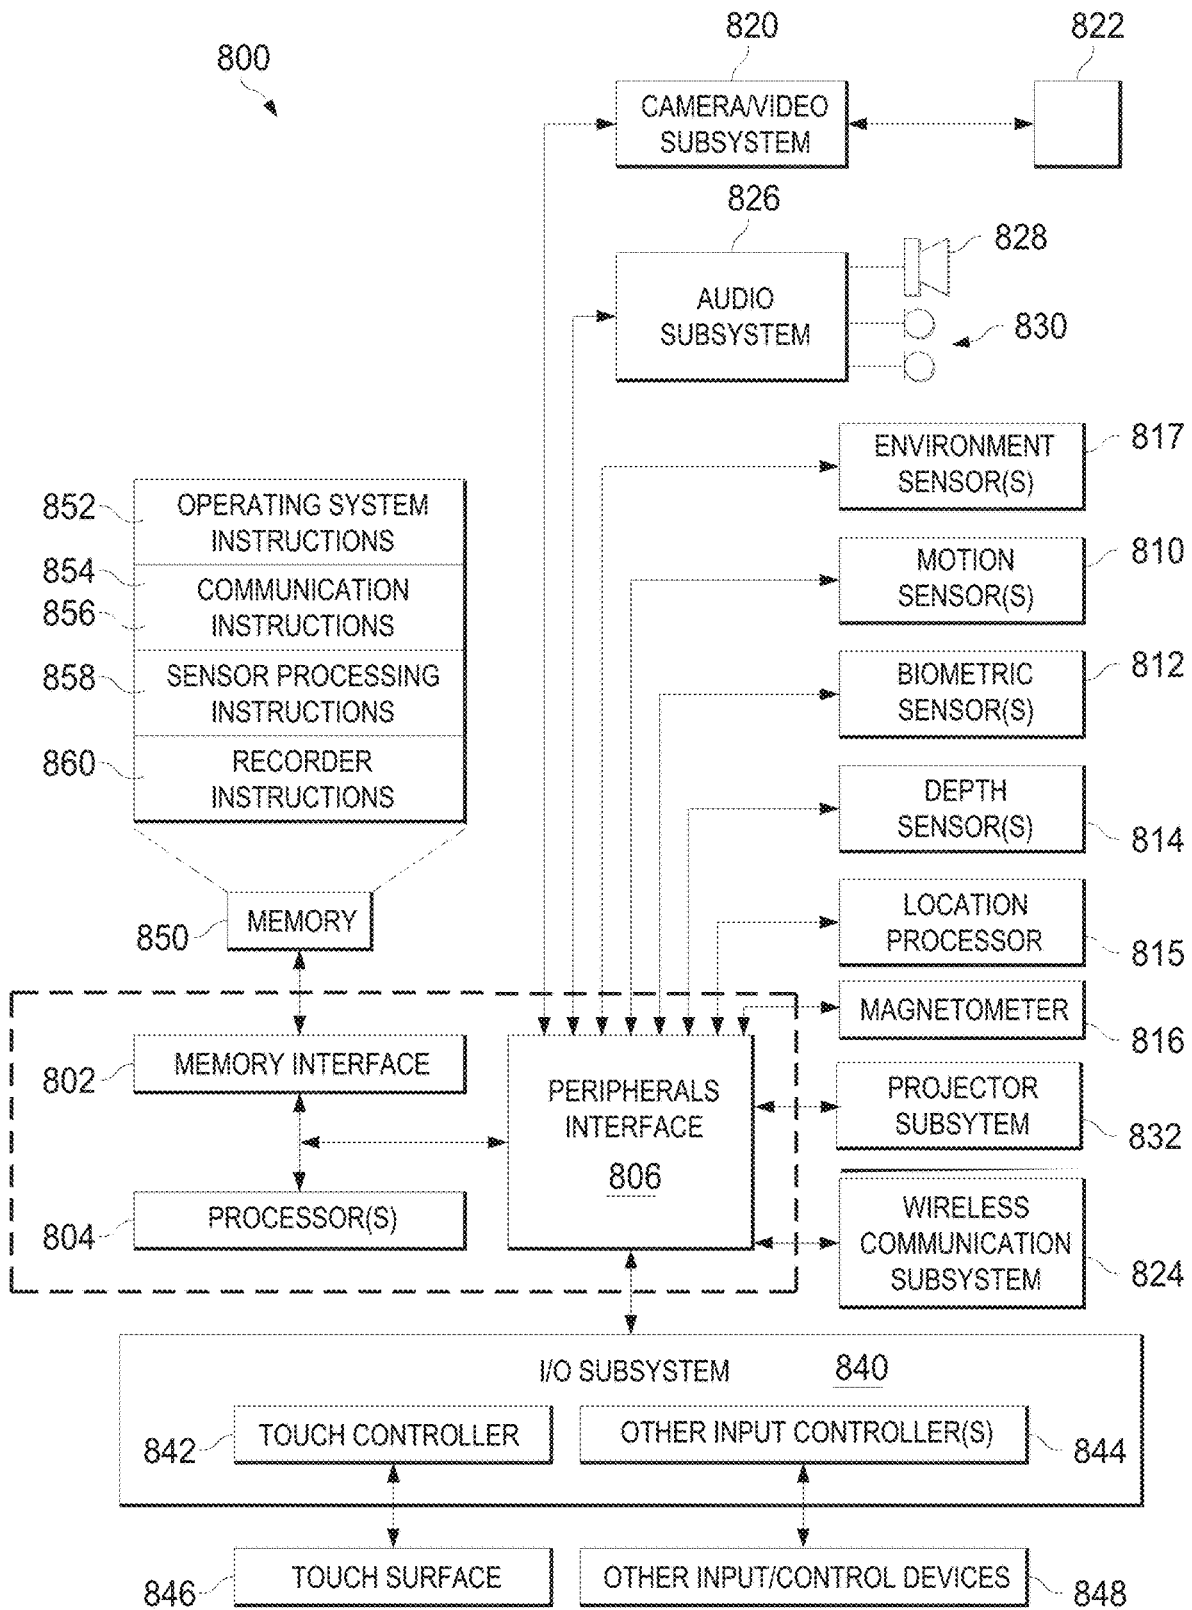 800
820
822
CAMERA/VIDEO
SUBSYSTEM
826
828
AUDIO
SUBSYSTEM
830
ENVIRONMENT
SENSOR(S)
817
MOTION
SENSOR(S)
810
BIOMETRIC
SENSOR(S)
812
DEPTH
SENSOR(S)
814
LOCATION
PROCESSOR
815
MAGNETOMETER
816
PROJECTOR
SUBSYTEM
832
WIRELESS
COMMUNICATION
SUBSYSTEM
824
852
OPERATING SYSTEM
INSTRUCTIONS
854
COMMUNICATION
INSTRUCTIONS
856
858
SENSOR PROCESSING
INSTRUCTIONS
860
RECORDER
INSTRUCTIONS
850
MEMORY
802
MEMORY INTERFACE
804
PROCESSOR(S)
PERIPHERALS
INTERFACE
806
I/O SUBSYSTEM 840
842
TOUCH CONTROLLER
OTHER INPUT CONTROLLER(S)
844
846
TOUCH SURFACE
OTHER INPUT/CONTROL DEVICES
848